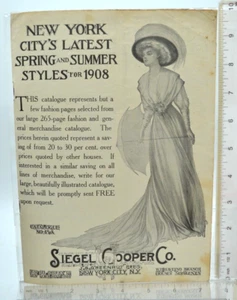 NEW YORK
CITY'S LATEST
SPRING AND SUMMER
STYLES FOR 1908
THIS catalogue represents but a
few fashion pages selected from
our large 265-page fashion and gen-
eral merchandise catalogue. The
prices herein quoted represent a sav-
ing of from 20 to 30 per cent. over
prices quoted by other houses. If
interested in a similar saving on all
lines of merchandise, write for our
large, beautifully illustrated catalogue,
which will be promptly sent FREE
upon request.
SIEGEL COOPER CO.
NEW YORK CITY, N.Y.